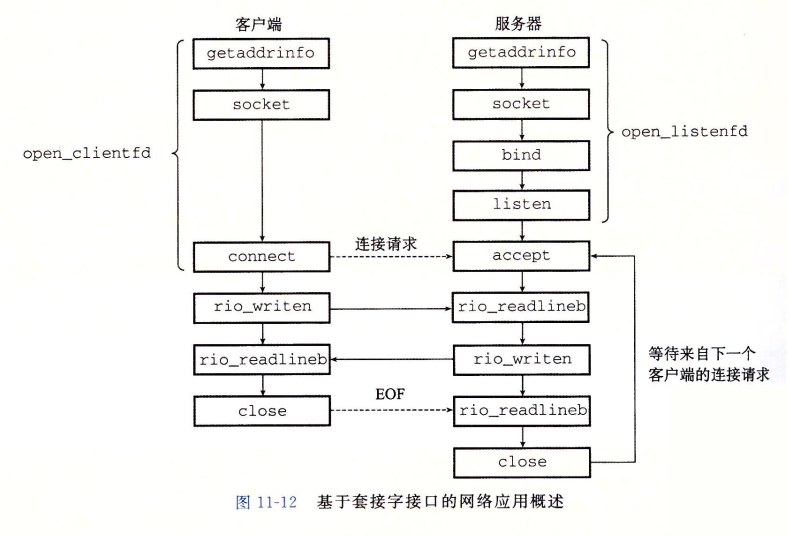 客户端
服务器
getaddrinfo
getaddrinfo
socket
socket
open_clientfd
open_listenfd
bind
listen
连接请求
connect
accept
rio_writen
rio_readlineb
rio_readlineb
rio_writen
等待来自下一个
客户端的连接请求
EOF
close
rio_readlineb
close
图 11-12 基于套接字接口的网络应用概述